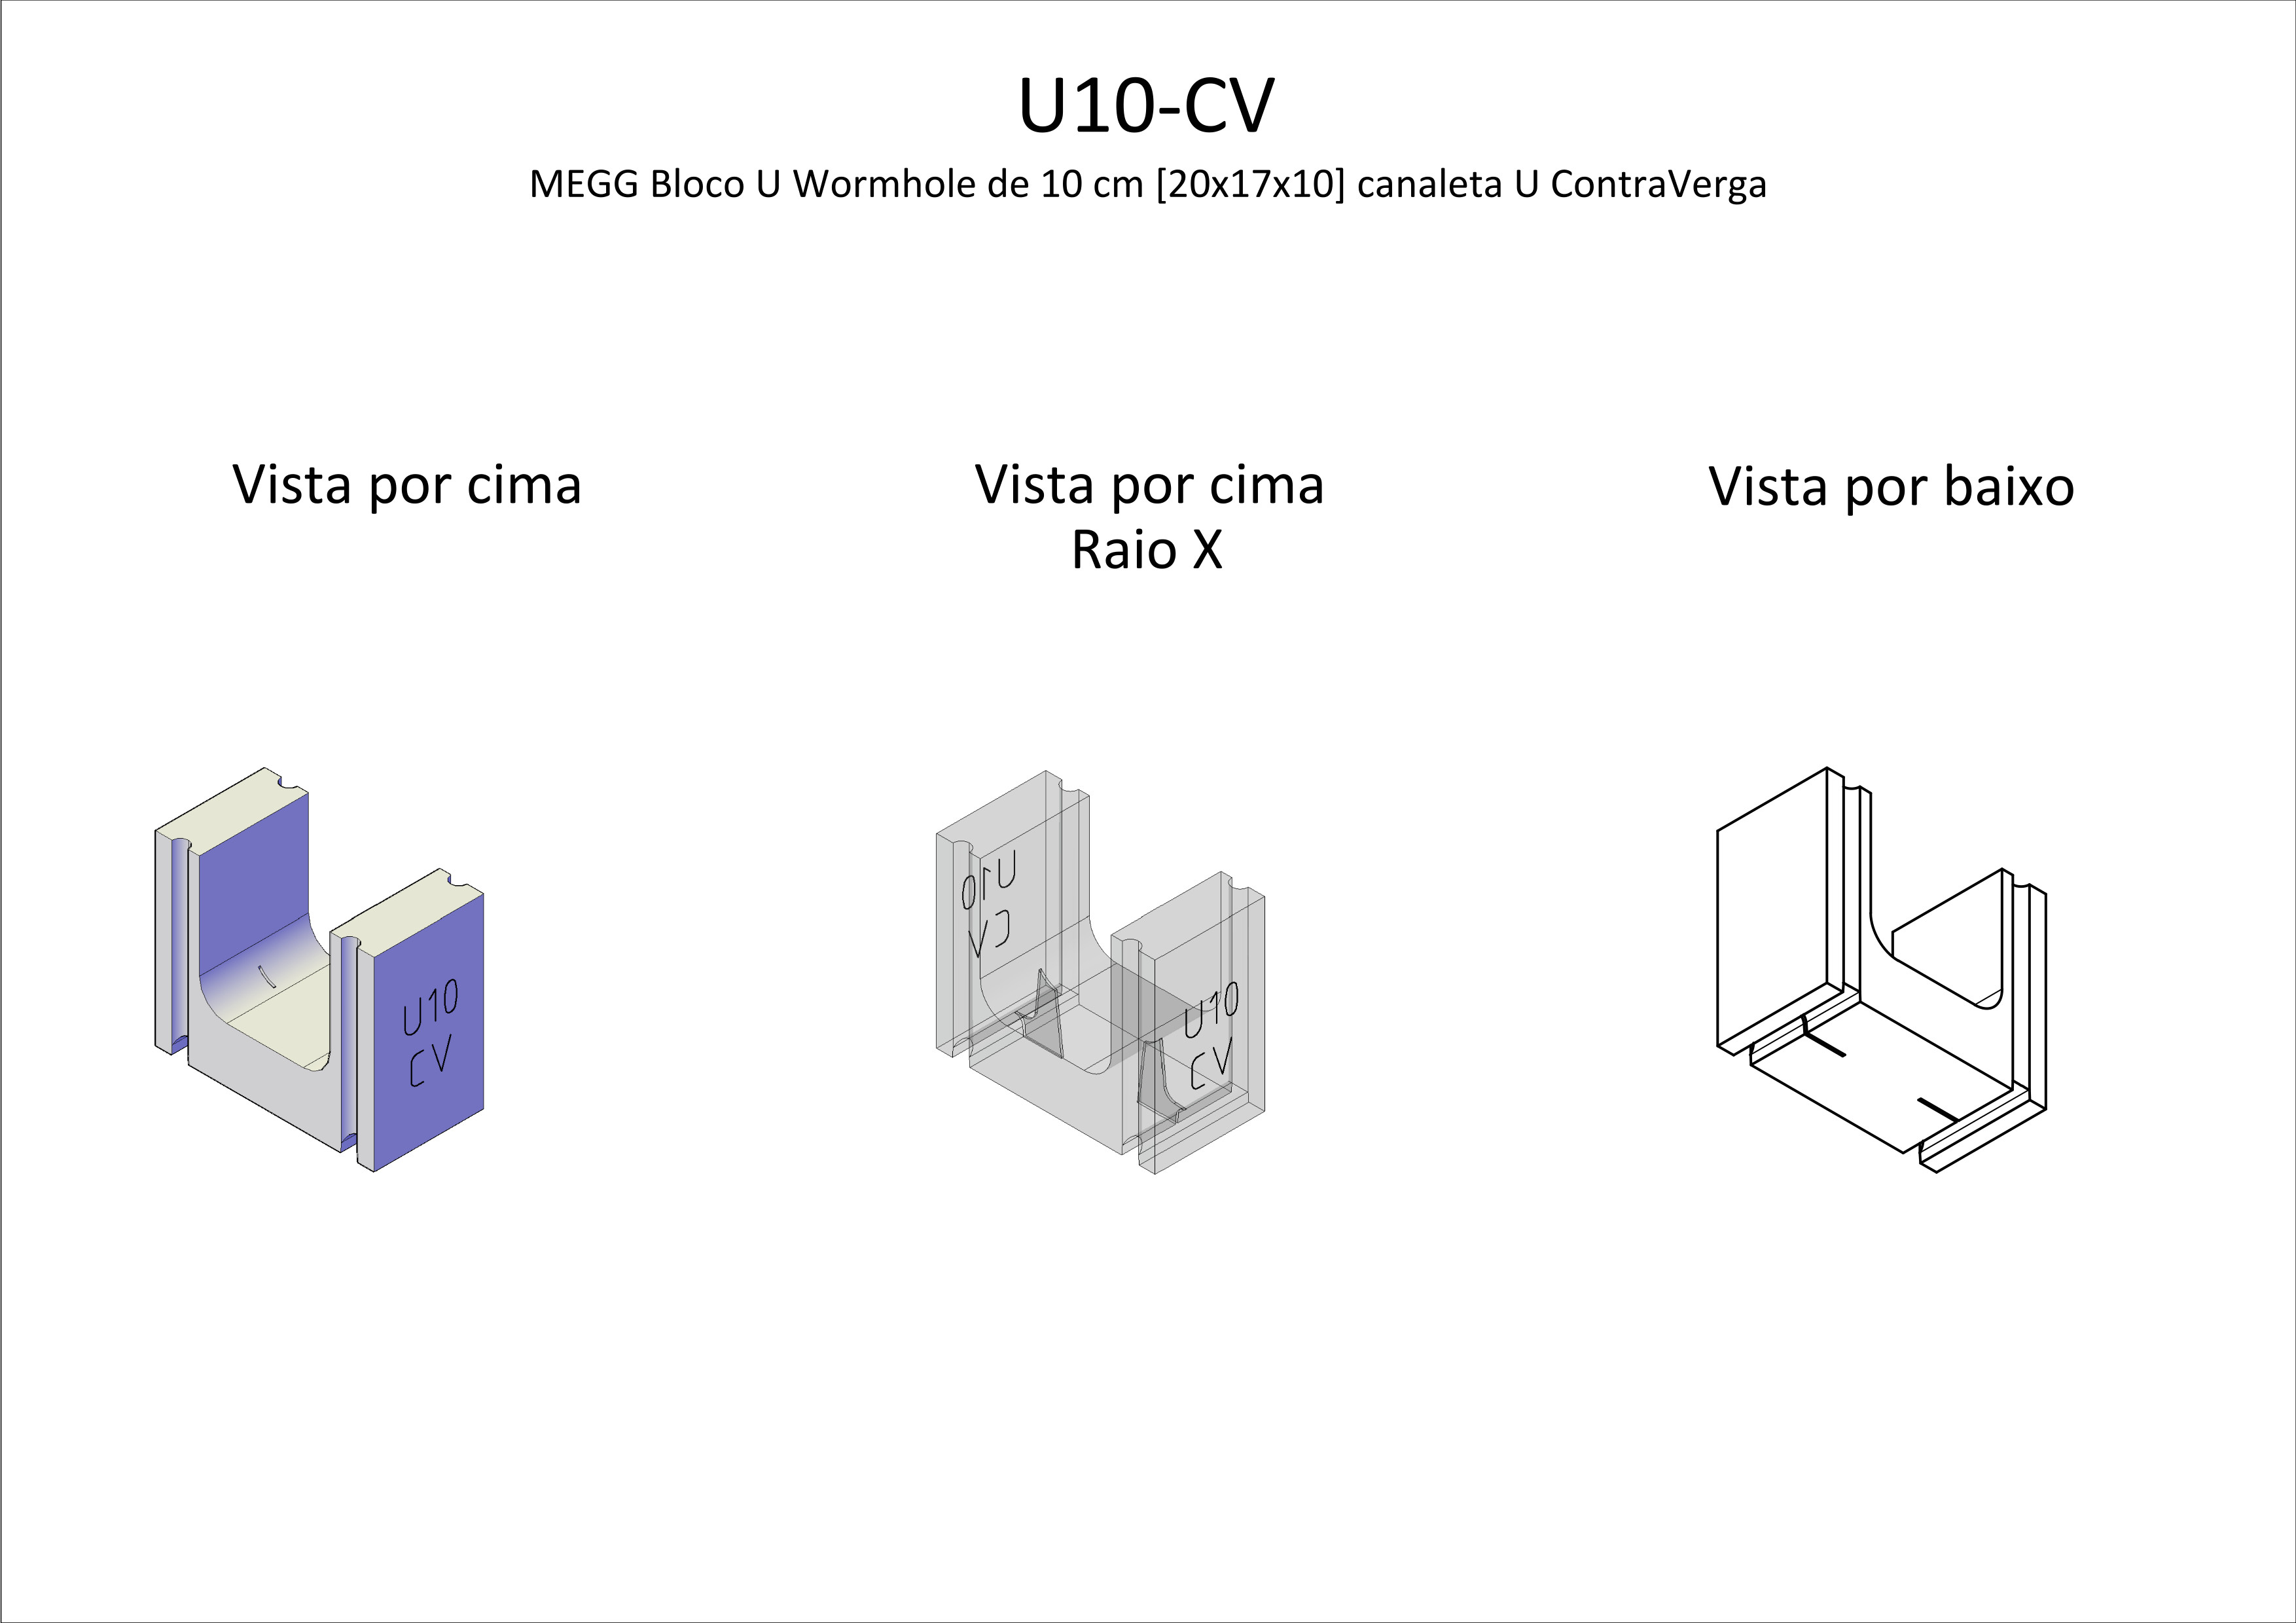 U10-CV
MEGG Bloco U Wormhole de 10 cm [20x17x10] canaleta U ContraVerga
Vista por cima
Vista por cima
Raio X
Vista por baixo
U10
CV
U10
CV
U10
CV